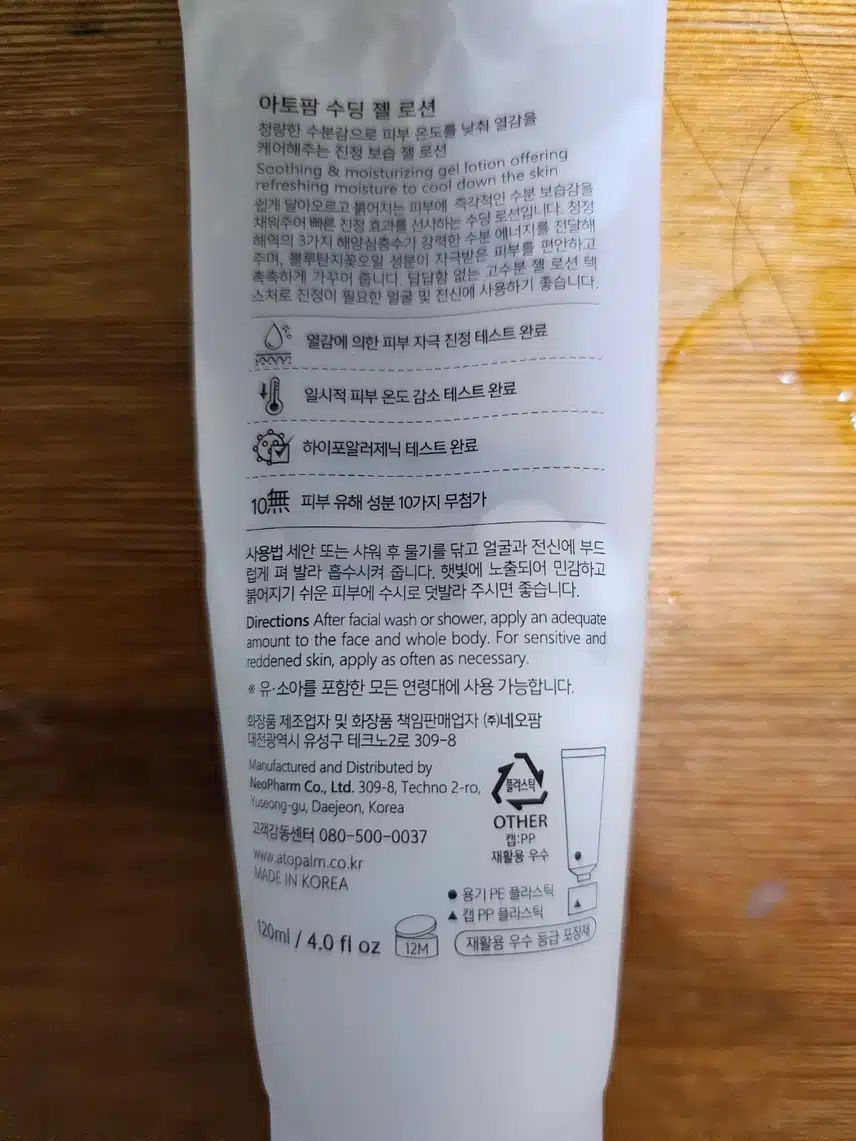 아토팜 수딩 젤 로션
청량한 수분감으로 피부 온도를 낮춰 열감을
케어해주는 진정 보습 젤 로션
Soothing & moisturizing gel lotion offering
refreshing moisture to cool down the skin
쉽게 달아오르고 붉어지는 피부에 즉각적인 수분 보습감을
채워주어 빠른 진정 효과를 선사하는 수딩 로션입니다. 청정
해역의 3가지 해양심층수가 강력한 수분 에너지를 전달해
주며, 블루탄지꽃오일 성분이 자극받은 피부를 편안하고
촉촉하게 가꾸어 줍니다. 답답함 없는 고수분 젤 로션 텍
스처로 진정이 필요한 얼굴 및 전신에 사용하기 좋습니다.
열감에 의한 피부 자극 진정 테스트 완료
일시적 피부 온도 감소 테스트 완료
하이포알러제닉 테스트 완료
10無 피부 유해 성분 10가지 무첨가
사용법 세안 또는 샤워 후 물기를 닦고 얼굴과 전신에 부드
럽게 펴 발라 흡수시켜 줍니다. 햇빛에 노출되어 민감하고
붉어지기 쉬운 피부에 수시로 덧발라 주시면 좋습니다.
Directions After facial wash or shower, apply an adequate
amount to the face and whole body. For sensitive and
reddened skin, apply as often as necessary.
※ 유·소아를 포함한 모든 연령대에 사용 가능합니다.
화장품 제조업자 및 화장품 책임판매업자 ㈜네오팜
대전광역시 유성구 테크노2로 309-8
Manufactured and Distributed by
NeoPharm Co., Ltd. 309-8, Techno 2-ro,
Yuseong-gu, Daejeon, Korea
고객감동센터 080-500-0037
www.atopalm.co.kr
MADE IN KOREA
플라스틱
OTHER
캡:PP
재활용 우수
● 용기 PE 플라스틱
▲ 캡 PP 플라스틱
120ml / 4.0 fl oz
12M
재활용 우수 등급 포장재